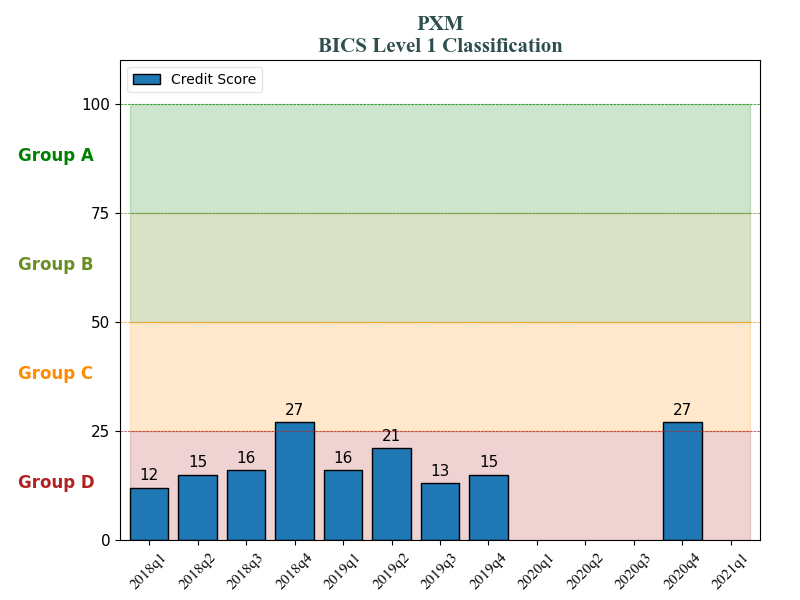 PXM
BICS Level 1 Classification
Credit Score
100
Group A
75
Group B
50
Group C
25
Group D
0
12
15
16
27
16
21
13
15
27
2018q1
2018q2
2018q3
2018q4
2019q1
2019q2
2019q3
2019q4
2020q1
2020q2
2020q3
2020q4
2021q1